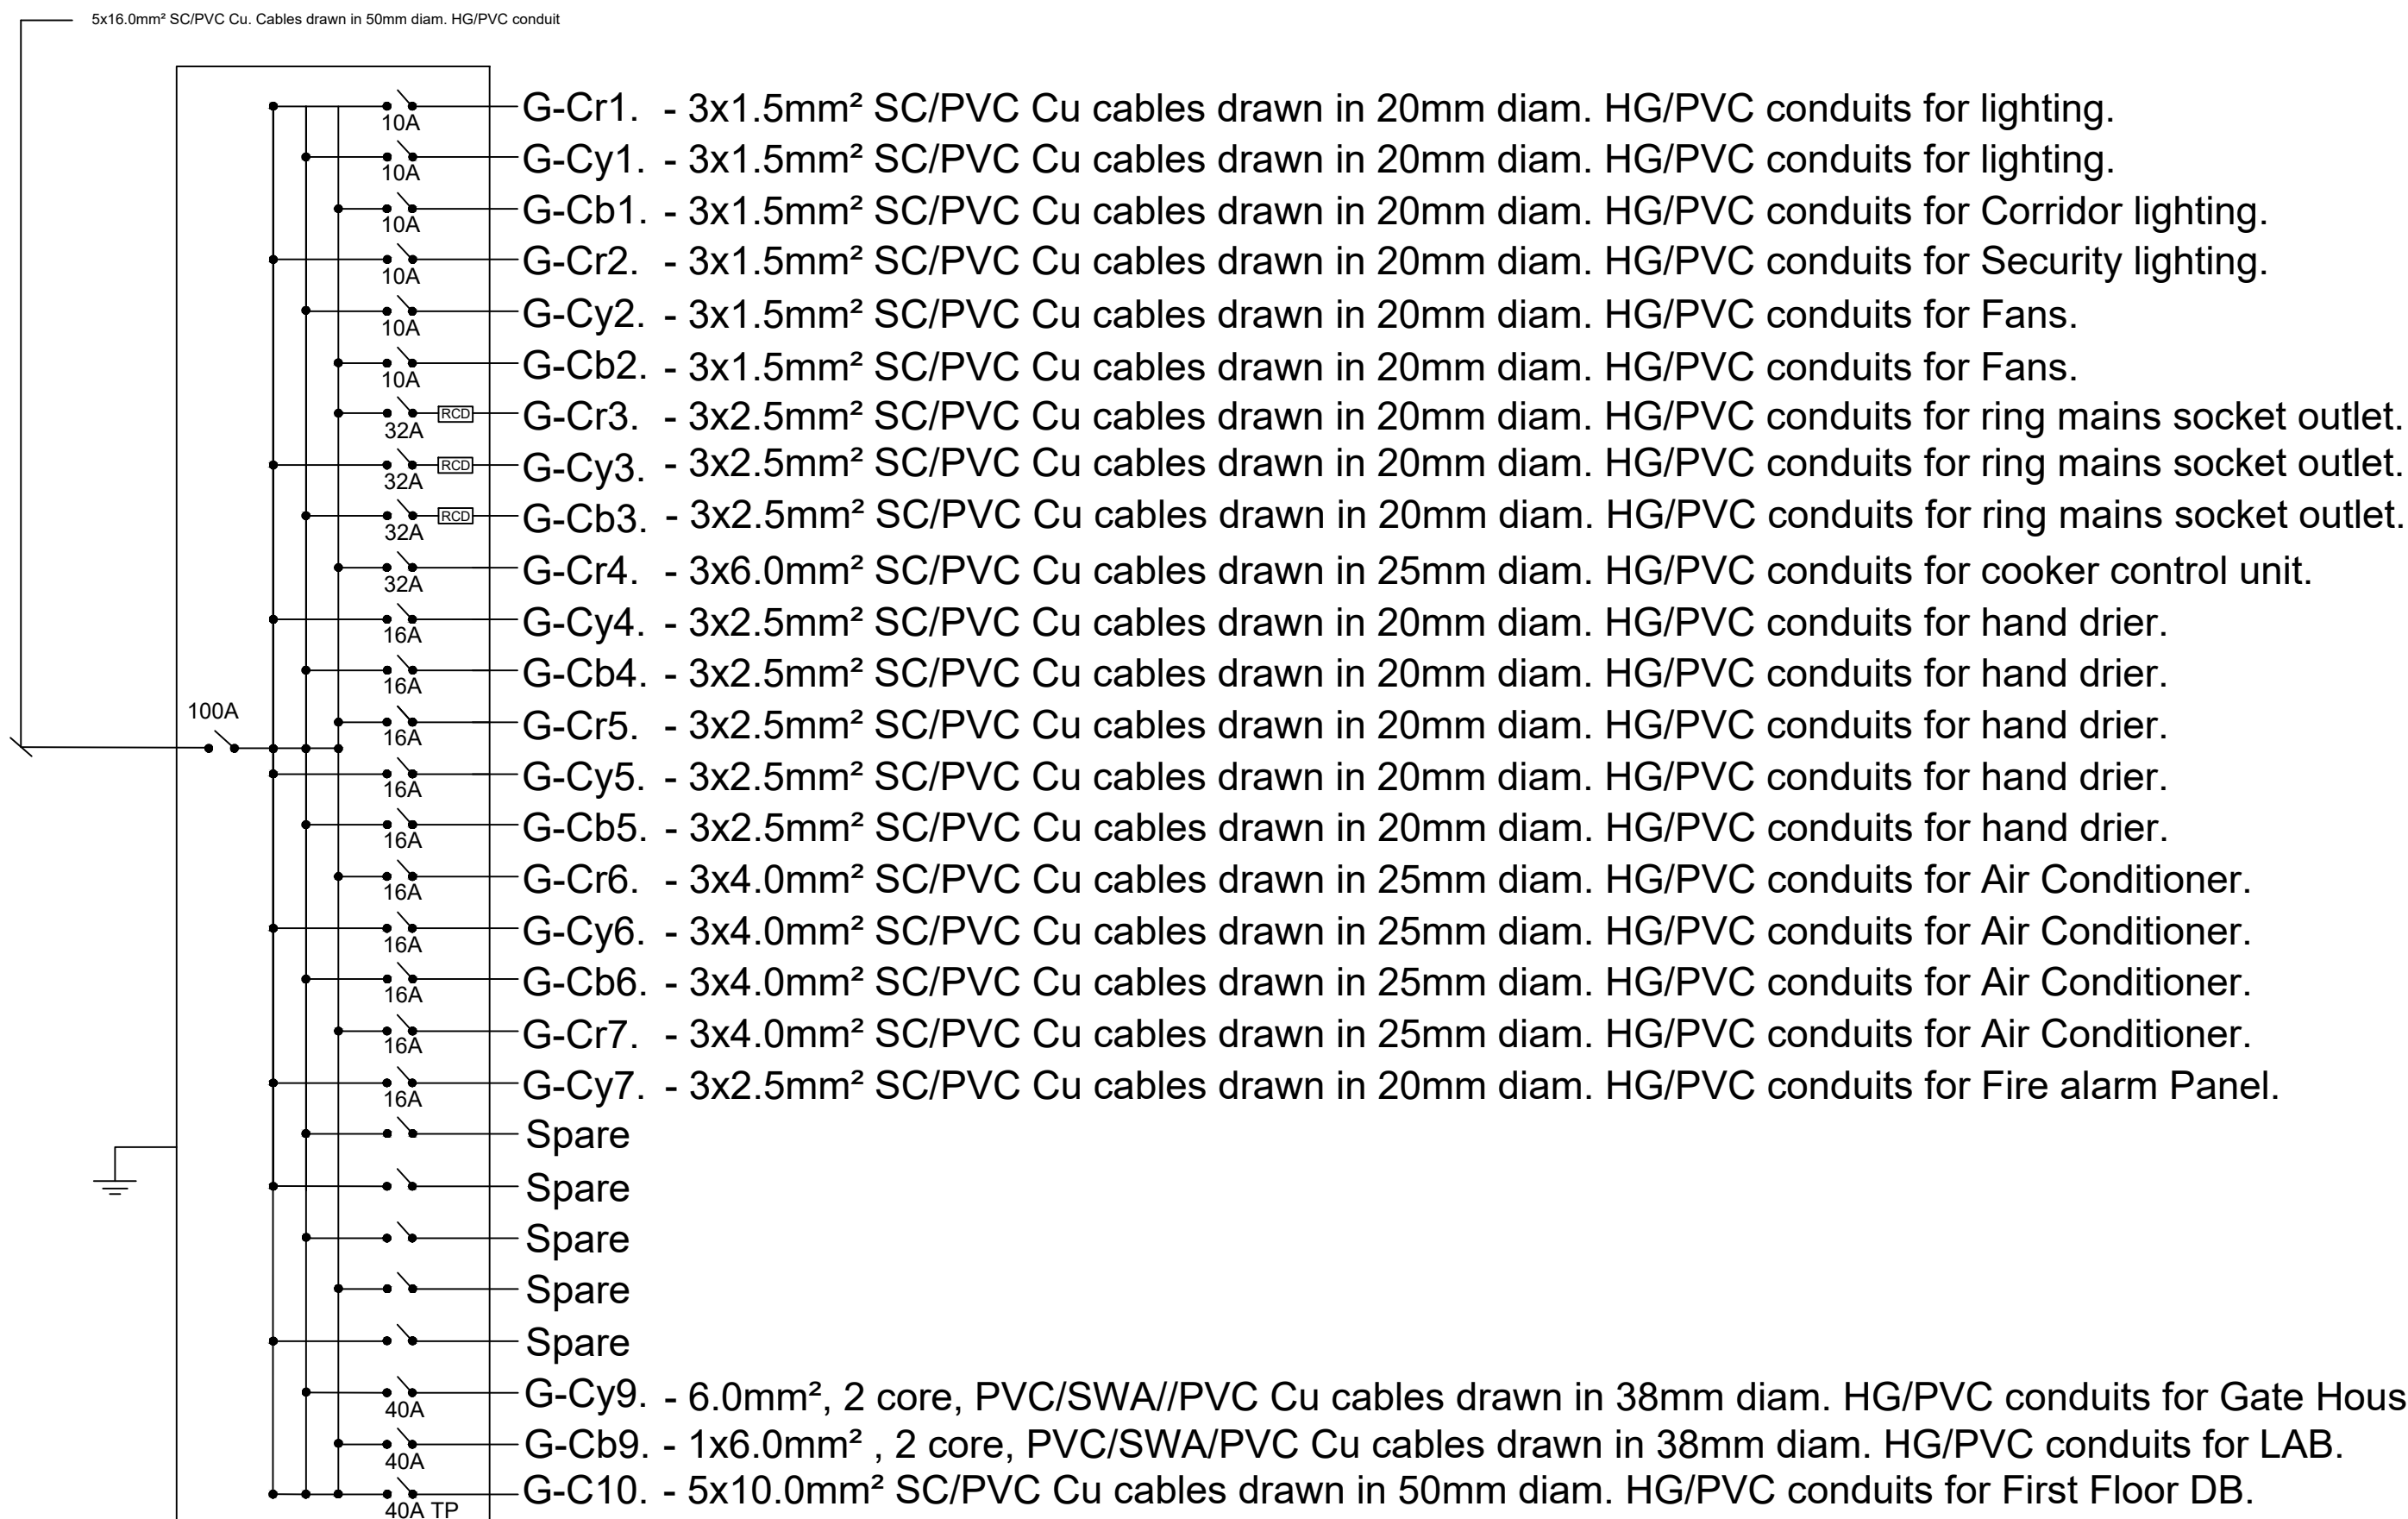 5x16.0mm² SC/PVC Cu. Cables drawn in 50mm diam. HG/PVC conduit
10A G-Cr1. - 3x1.5mm² SC/PVC Cu cables drawn in 20mm diam. HG/PVC conduits for lighting.
10A G-Cy1. - 3x1.5mm² SC/PVC Cu cables drawn in 20mm diam. HG/PVC conduits for lighting.
10A G-Cb1. - 3x1.5mm² SC/PVC Cu cables drawn in 20mm diam. HG/PVC conduits for Corridor lighting.
10A G-Cr2. - 3x1.5mm² SC/PVC Cu cables drawn in 20mm diam. HG/PVC conduits for Security lighting.
10A G-Cy2. - 3x1.5mm² SC/PVC Cu cables drawn in 20mm diam. HG/PVC conduits for Fans.
10A G-Cb2. - 3x1.5mm² SC/PVC Cu cables drawn in 20mm diam. HG/PVC conduits for Fans.
32A RCD G-Cr3. - 3x2.5mm² SC/PVC Cu cables drawn in 20mm diam. HG/PVC conduits for ring mains socket outlet.
32A RCD G-Cy3. - 3x2.5mm² SC/PVC Cu cables drawn in 20mm diam. HG/PVC conduits for ring mains socket outlet.
32A RCD G-Cb3. - 3x2.5mm² SC/PVC Cu cables drawn in 20mm diam. HG/PVC conduits for ring mains socket outlet.
32A G-Cr4. - 3x6.0mm² SC/PVC Cu cables drawn in 25mm diam. HG/PVC conduits for cooker control unit.
16A G-Cy4. - 3x2.5mm² SC/PVC Cu cables drawn in 20mm diam. HG/PVC conduits for hand drier.
16A G-Cb4. - 3x2.5mm² SC/PVC Cu cables drawn in 20mm diam. HG/PVC conduits for hand drier.
100A
16A G-Cr5. - 3x2.5mm² SC/PVC Cu cables drawn in 20mm diam. HG/PVC conduits for hand drier.
16A G-Cy5. - 3x2.5mm² SC/PVC Cu cables drawn in 20mm diam. HG/PVC conduits for hand drier.
16A G-Cb5. - 3x2.5mm² SC/PVC Cu cables drawn in 20mm diam. HG/PVC conduits for hand drier.
16A G-Cr6. - 3x4.0mm² SC/PVC Cu cables drawn in 25mm diam. HG/PVC conduits for Air Conditioner.
16A G-Cy6. - 3x4.0mm² SC/PVC Cu cables drawn in 25mm diam. HG/PVC conduits for Air Conditioner.
16A G-Cb6. - 3x4.0mm² SC/PVC Cu cables drawn in 25mm diam. HG/PVC conduits for Air Conditioner.
16A G-Cr7. - 3x4.0mm² SC/PVC Cu cables drawn in 25mm diam. HG/PVC conduits for Air Conditioner.
16A G-Cy7. - 3x2.5mm² SC/PVC Cu cables drawn in 20mm diam. HG/PVC conduits for Fire alarm Panel.
Spare
Spare
Spare
Spare
Spare
40A G-Cy9. - 6.0mm², 2 core, PVC/SWA//PVC Cu cables drawn in 38mm diam. HG/PVC conduits for Gate Hous
40A G-Cb9. - 1x6.0mm² , 2 core, PVC/SWA/PVC Cu cables drawn in 38mm diam. HG/PVC conduits for LAB.
40A TP G-C10. - 5x10.0mm² SC/PVC Cu cables drawn in 50mm diam. HG/PVC conduits for First Floor DB.